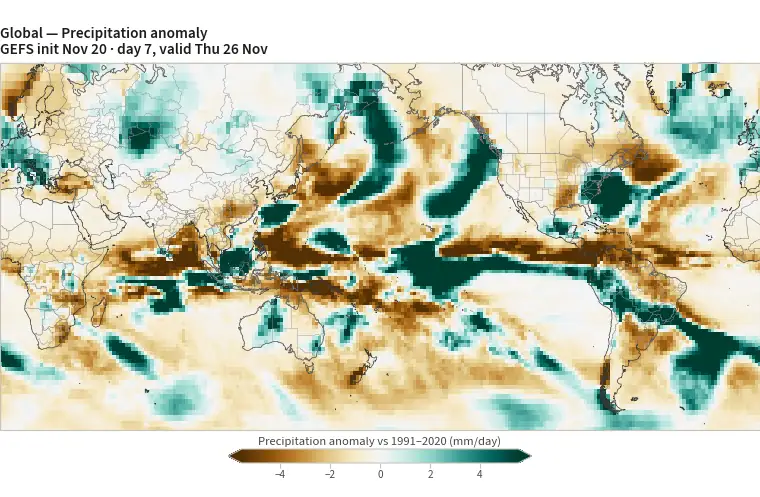 Global — Precipitation anomaly
GEFS init Nov 20 · day 7, valid Thu 26 Nov
Precipitation anomaly vs 1991–2020 (mm/day)
−4 −2 0 2 4